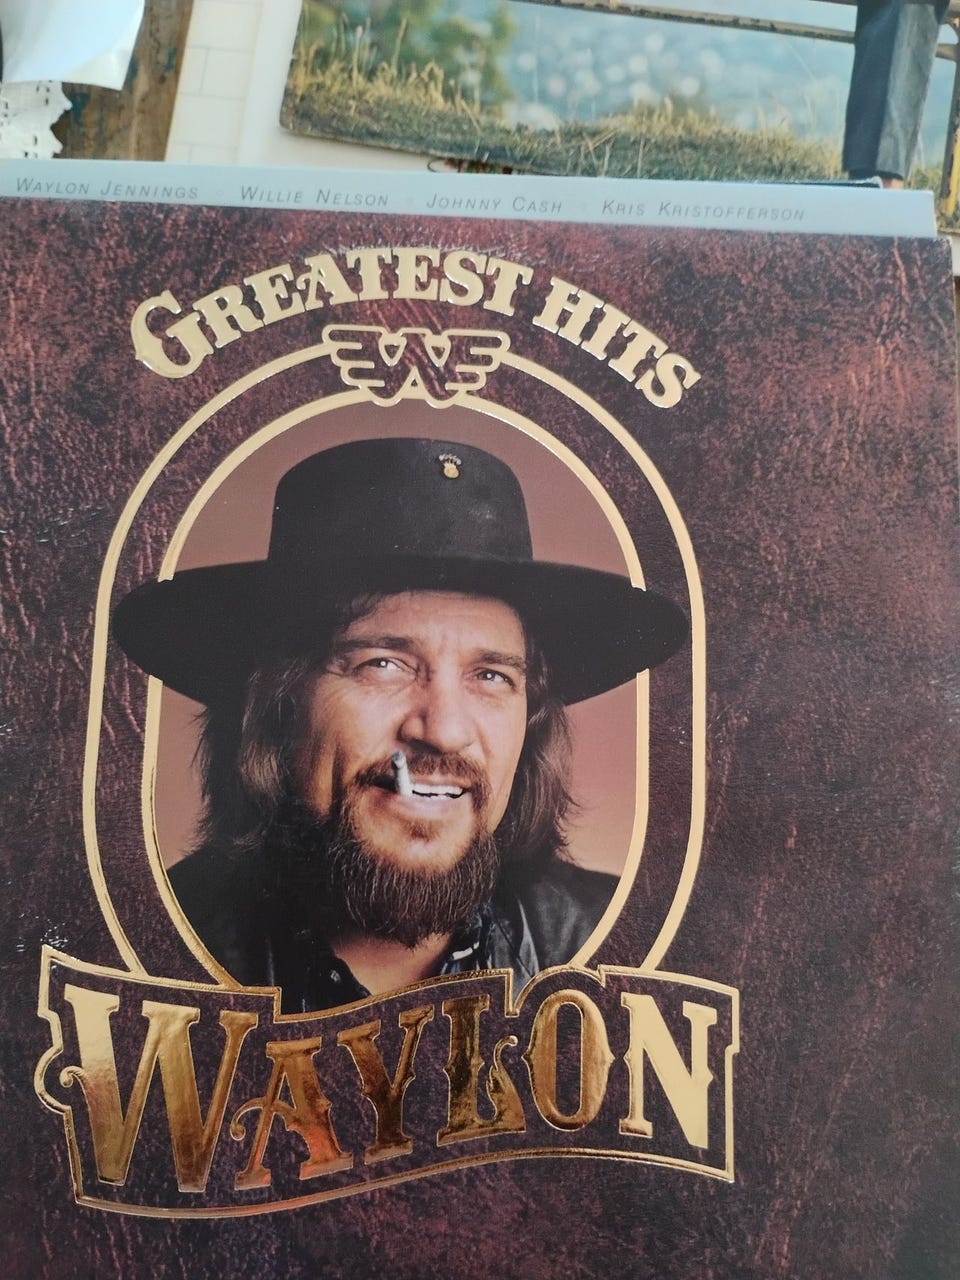 WAYLON JENNINGS WILLIE NELSON JOHNNY CASH KRIS KRISTOFFERSON
GREATEST HITS
W
WAYLON